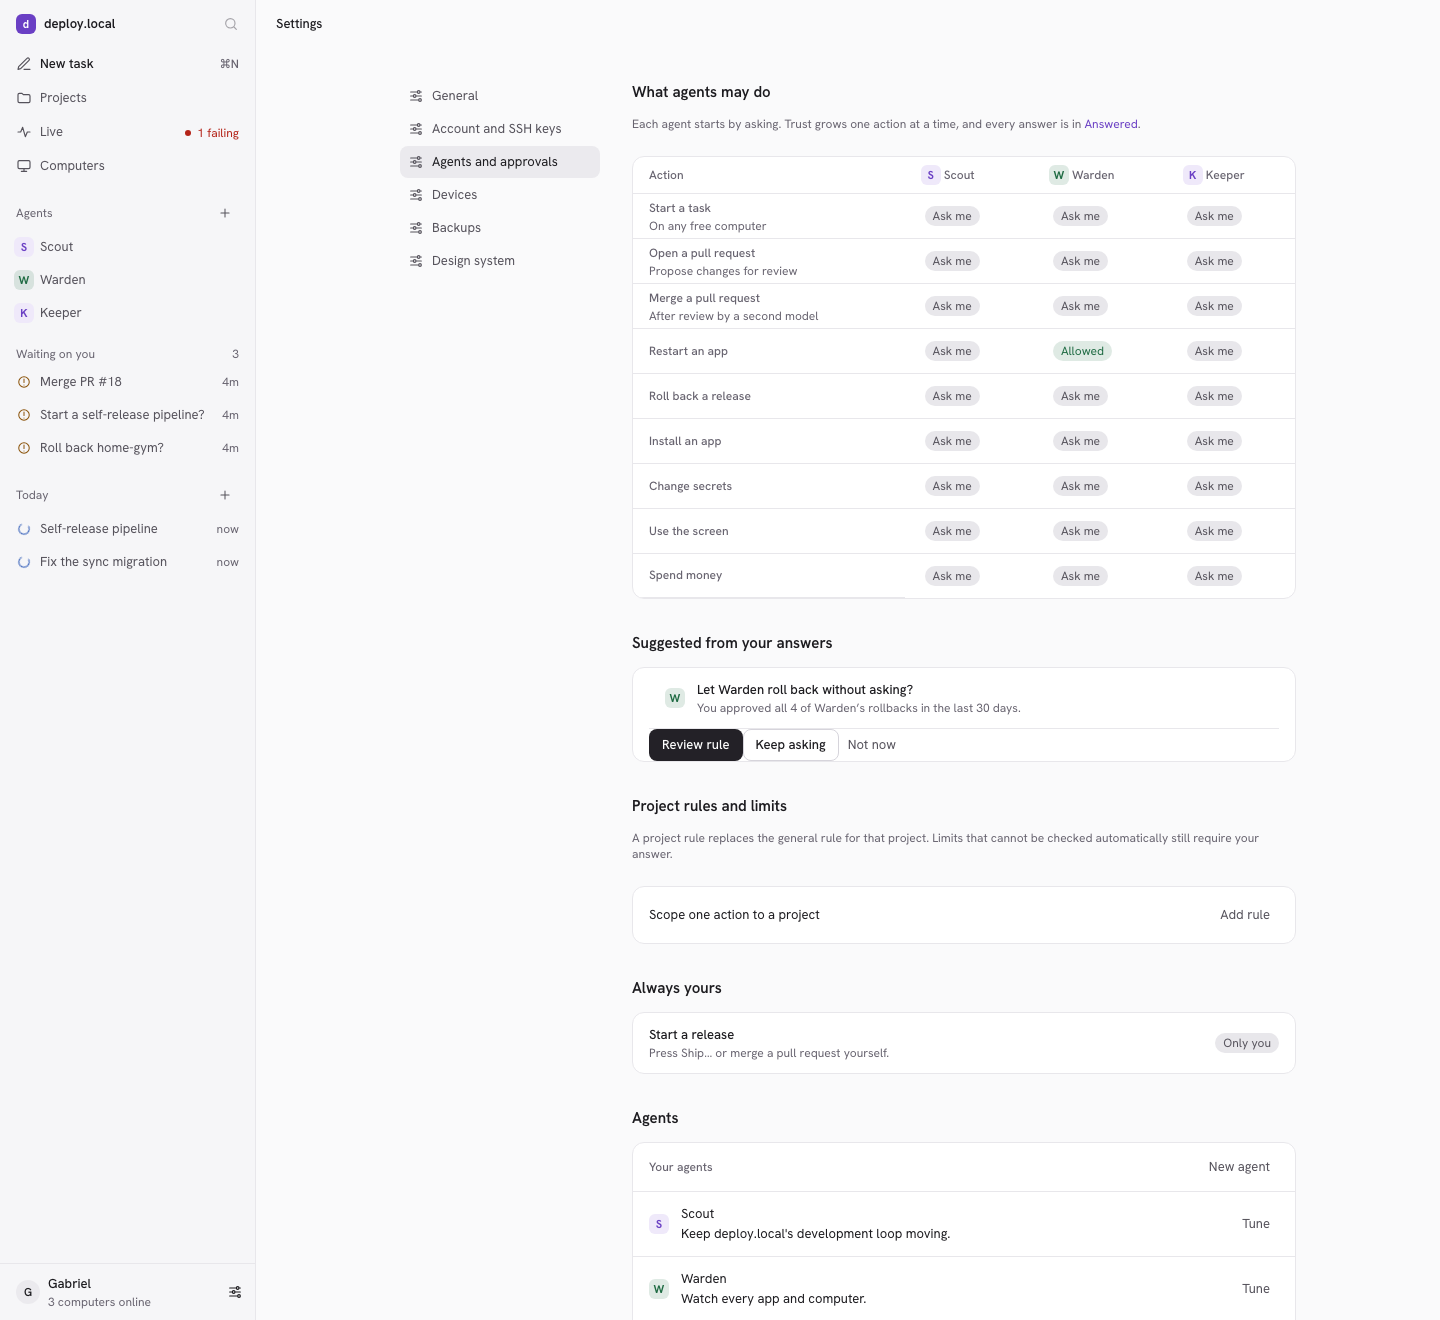 d deploy.local
Settings
New task ⌘N
Projects
Live 1 failing
Computers
Agents
S Scout
W Warden
K Keeper
Waiting on you 3
Merge PR #18 4m
Start a self-release pipeline? 4m
Roll back home-gym? 4m
Today
Self-release pipeline now
Fix the sync migration now
G Gabriel
3 computers online
General
Account and SSH keys
Agents and approvals
Devices
Backups
Design system
What agents may do
Each agent starts by asking. Trust grows one action at a time, and every answer is in Answered.
Action S Scout W Warden K Keeper
Start a task
On any free computer
Ask me Ask me Ask me
Open a pull request
Propose changes for review
Ask me Ask me Ask me
Merge a pull request
After review by a second model
Ask me Ask me Ask me
Restart an app Ask me Allowed Ask me
Roll back a release Ask me Ask me Ask me
Install an app Ask me Ask me Ask me
Change secrets Ask me Ask me Ask me
Use the screen Ask me Ask me Ask me
Spend money Ask me Ask me Ask me
Suggested from your answers
W Let Warden roll back without asking?
You approved all 4 of Warden’s rollbacks in the last 30 days.
Review rule Keep asking Not now
Project rules and limits
A project rule replaces the general rule for that project. Limits that cannot be checked automatically still require your
answer.
Scope one action to a project Add rule
Always yours
Start a release
Press Ship… or merge a pull request yourself.
Only you
Agents
Your agents New agent
S Scout
Keep deploy.local's development loop moving.
Tune
W Warden
Watch every app and computer.
Tune